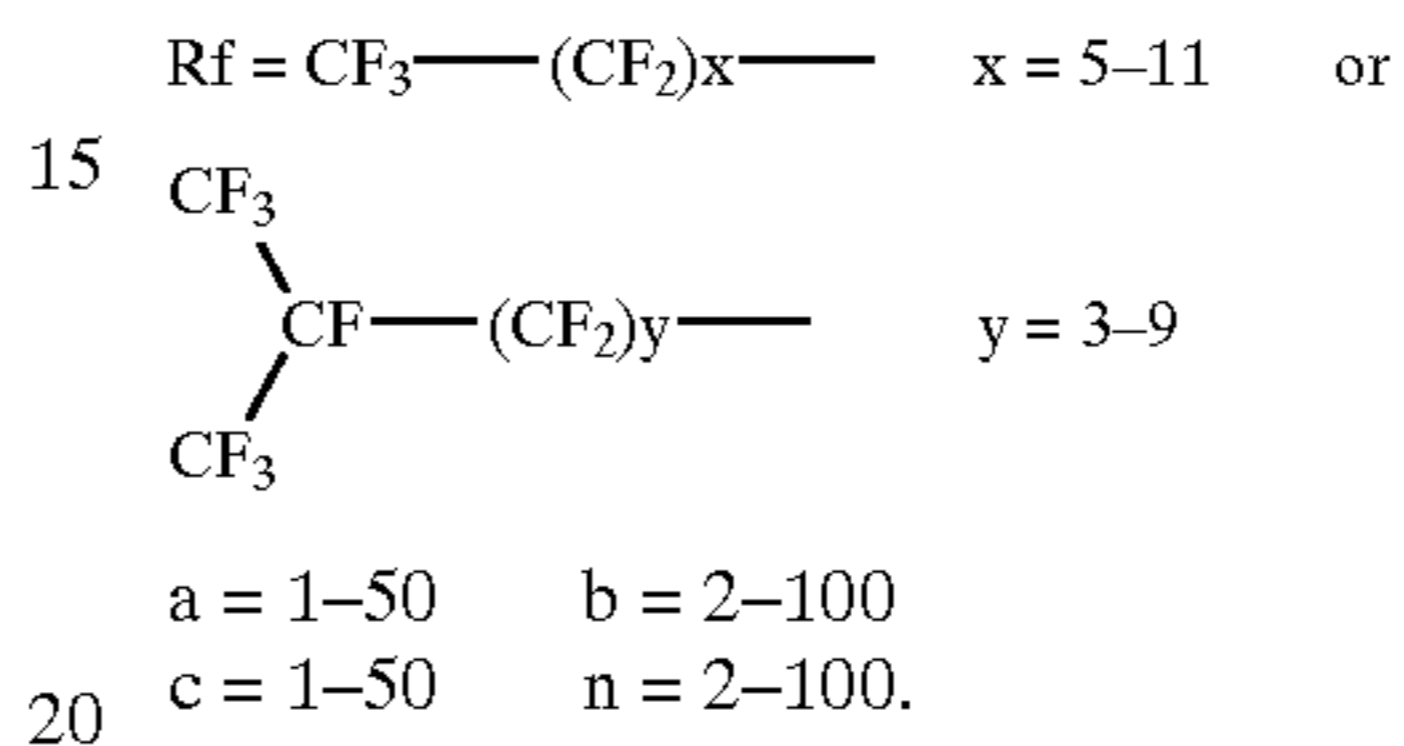 Rf = CF₃—(CF₂)x— x = 5–11 or
15
CF₃
CF—(CF₂)y— y = 3–9
CF₃
a = 1–50 b = 2–100
c = 1–50 n = 2–100.
20